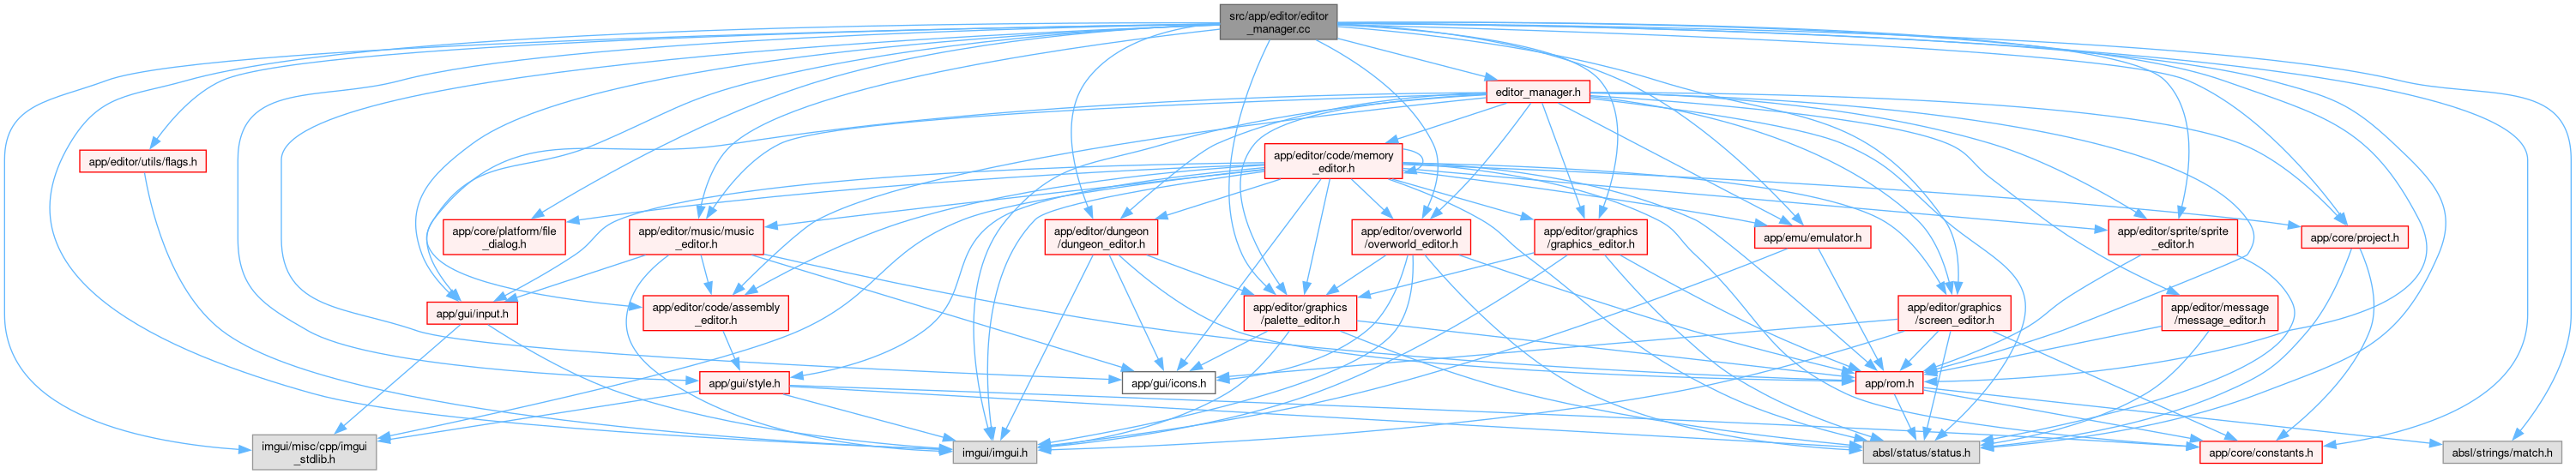 src/app/editor/editor
_manager.cc
editor_manager.h
app/editor/utils/flags.h
app/editor/code/memory
_editor.h
app/core/platform/file
_dialog.h
app/editor/music/music
_editor.h
app/editor/dungeon
/dungeon_editor.h
app/editor/overworld
/overworld_editor.h
app/editor/graphics
/graphics_editor.h
app/emu/emulator.h
app/editor/sprite/sprite
_editor.h
app/core/project.h
app/gui/input.h
app/editor/code/assembly
_editor.h
app/editor/graphics
/palette_editor.h
app/editor/graphics
/screen_editor.h
app/editor/message
/message_editor.h
app/gui/style.h
app/gui/icons.h
app/rom.h
imgui/misc/cpp/imgui
_stdlib.h
imgui/imgui.h
absl/status/status.h
app/core/constants.h
absl/strings/match.h